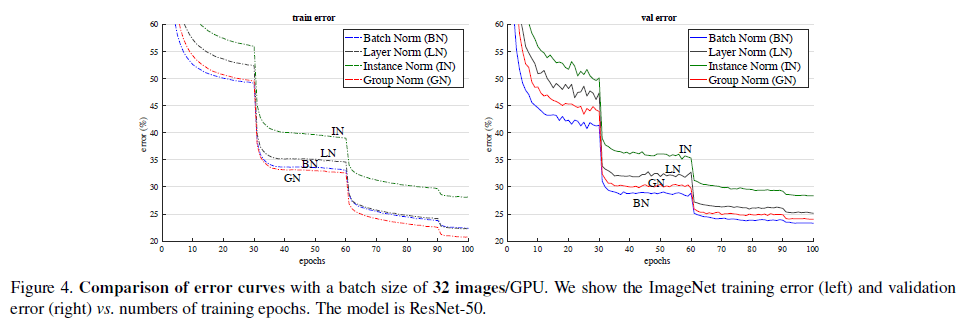 train error
error (%)
60
55
50
45
40
35
30
25
20
0 10 20 30 40 50 60 70 80 90 100
epochs
Batch Norm (BN)
Layer Norm (LN)
Instance Norm (IN)
Group Norm (GN)
IN
LN
BN
GN
val error
error (%)
60
55
50
45
40
35
30
25
20
0 10 20 30 40 50 60 70 80 90 100
epochs
Batch Norm (BN)
Layer Norm (LN)
Instance Norm (IN)
Group Norm (GN)
IN
LN
GN
BN
Figure 4. Comparison of error curves with a batch size of 32 images/GPU. We show the ImageNet training error (left) and validation
error (right) vs. numbers of training epochs. The model is ResNet-50.